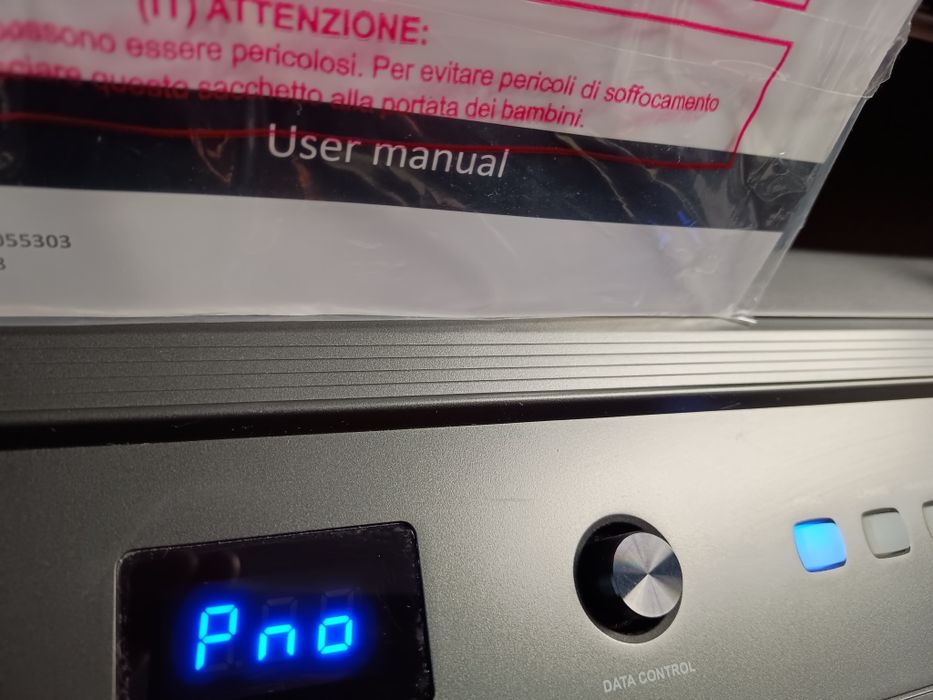 (IT) ATTENZIONE:
possono essere pericolosi. Per evitare pericoli di soffocamento
questo sacchetto alla portata dei bambini.
User manual
055303
Pno
DATA CONTROL